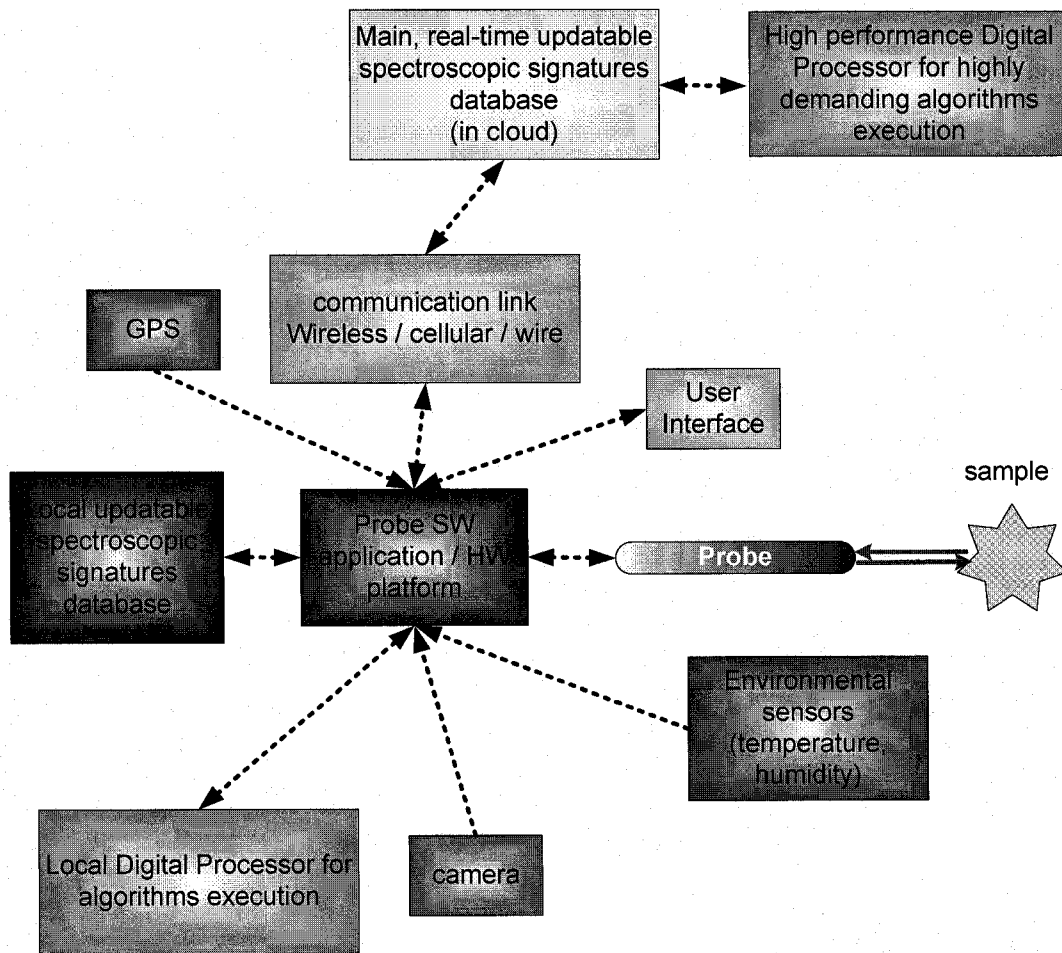 Main, real-time updatable
spectroscopic signatures
database
(in cloud)
High performance Digital
Processor for highly
demanding algorithms
execution
communication link
Wireless / cellular / wire
GPS
User
Interface
Local updatable
spectroscopic
signatures
database
Probe SW
application / HW
platform
Probe
sample
Environmental
sensors
(temperature,
humidity)
Local Digital Processor for
algorithms execution
camera